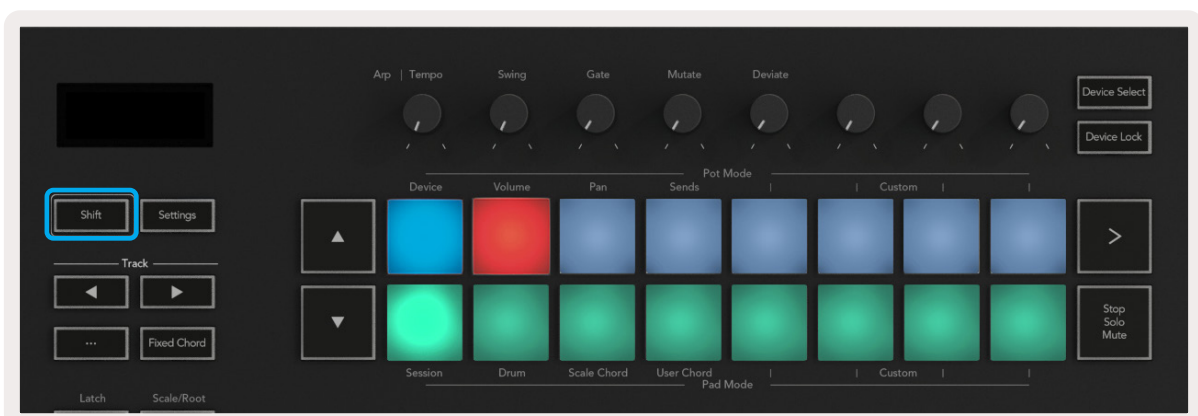 Arp | Tempo Swing Gate Mutate Deviate
Device Select
Device Lock
Pot Mode
Device Volume Pan Sends | | Custom | |
Shift Settings
Track
... Fixed Chord
Stop
Solo
Mute
Session Drum Scale Chord User Chord | | Custom | |
Pad Mode
Latch Scale/Root